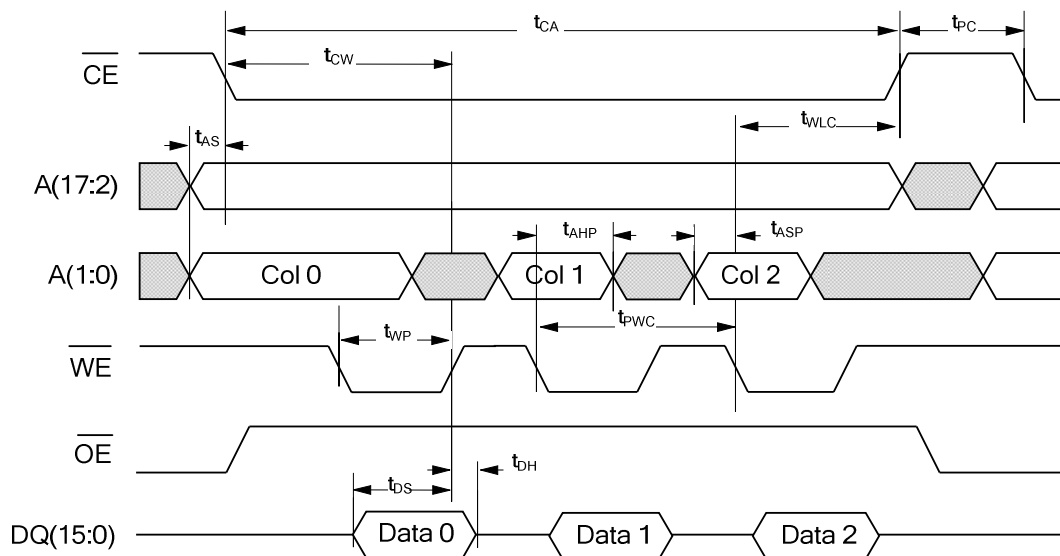 tCA
tPC
tCW
CE
tWLC
tAS
A(17:2)
tAHP
tASP
A(1:0)
Col 0
Col 1
Col 2
tPWC
tWP
WE
OE
tDH
tDS
DQ(15:0)
Data 0
Data 1
Data 2